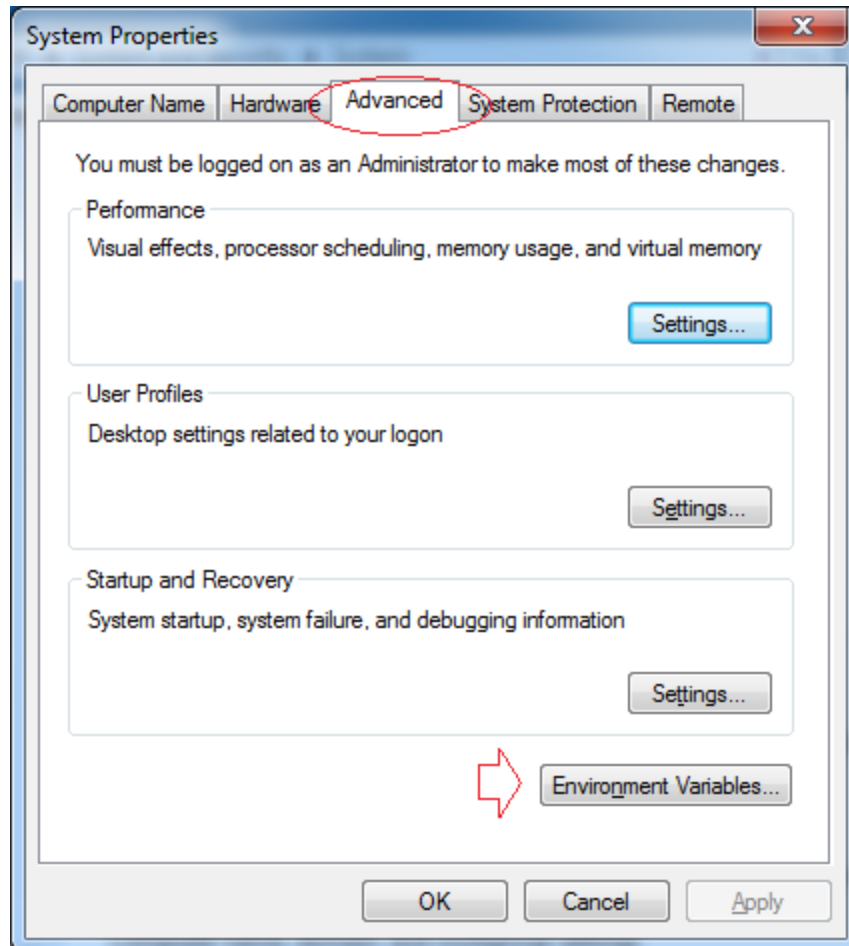 System Properties
Computer Name Hardware Advanced System Protection Remote
You must be logged on as an Administrator to make most of these changes.
Performance
Visual effects, processor scheduling, memory usage, and virtual memory
Settings...
User Profiles
Desktop settings related to your logon
Settings...
Startup and Recovery
System startup, system failure, and debugging information
Settings...
Environment Variables...
OK Cancel Apply